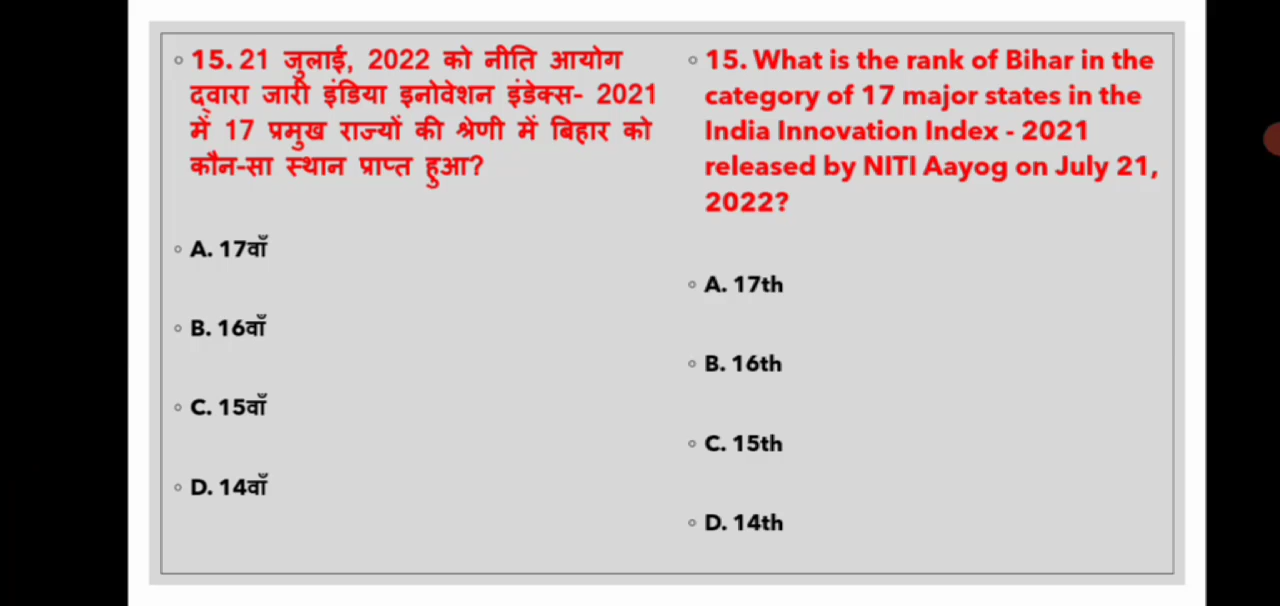 15. 21 जुलाई, 2022 को नीति आयोग
द्वारा जारी इंडिया इनोवेशन इंडेक्स- 2021
में 17 प्रमुख राज्यों की श्रेणी में बिहार को
कौन-सा स्थान प्राप्त हुआ?
A. 17वाँ
B. 16वाँ
C. 15वाँ
D. 14वाँ
15. What is the rank of Bihar in the
category of 17 major states in the
India Innovation Index - 2021
released by NITI Aayog on July 21,
2022?
A. 17th
B. 16th
C. 15th
D. 14th